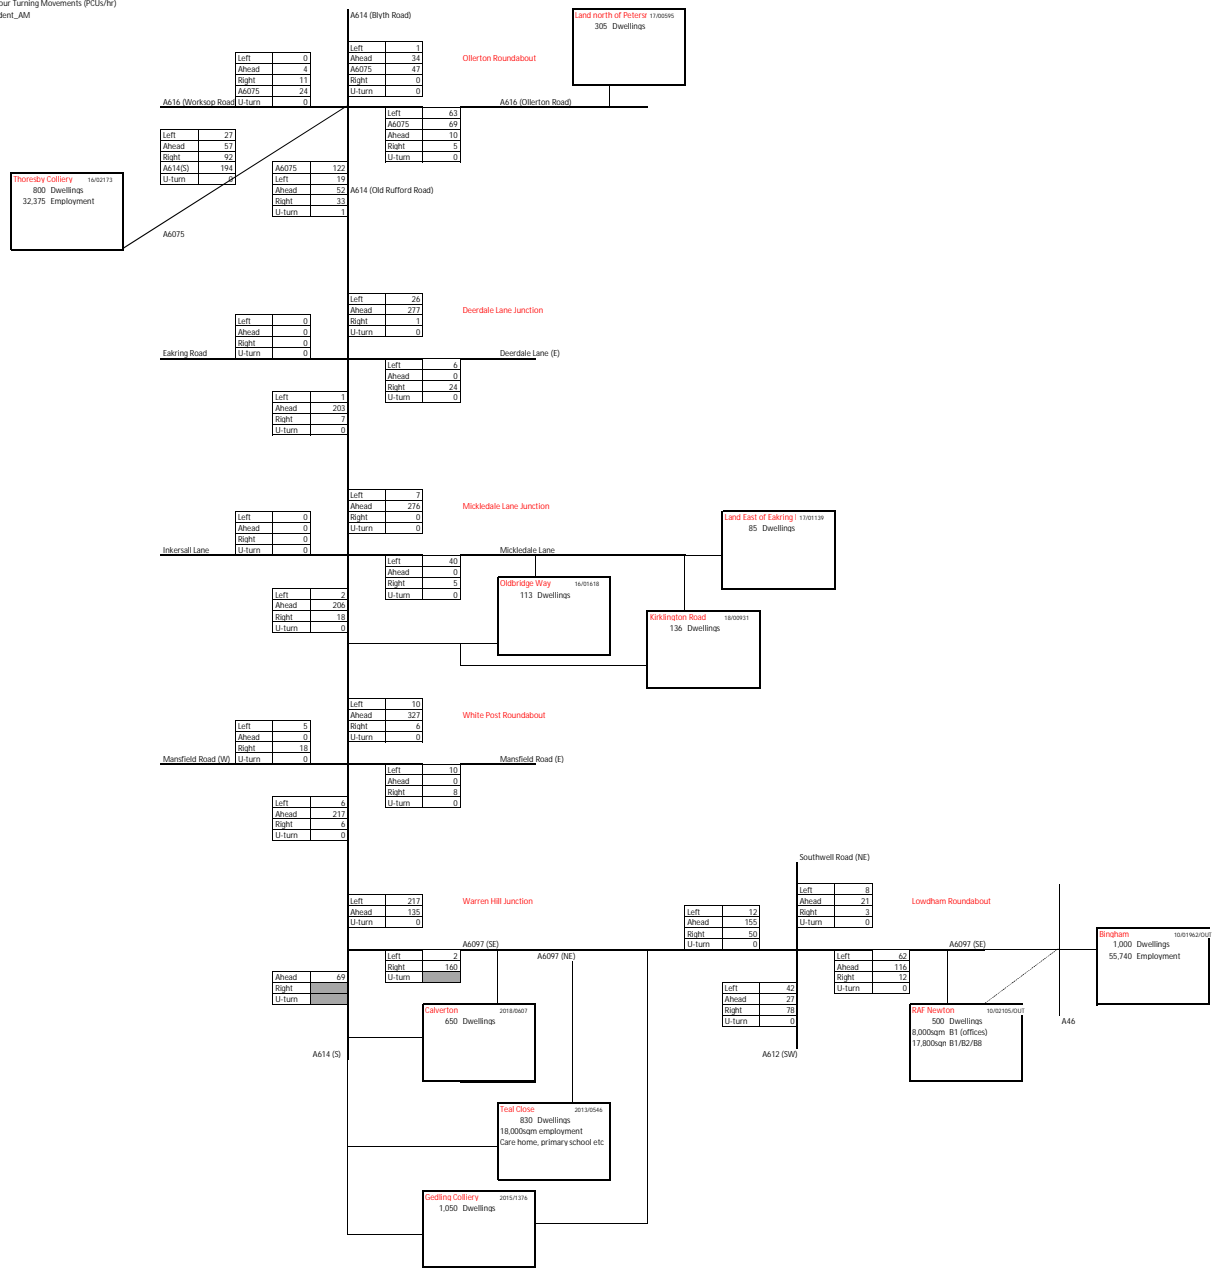 our Turning Movements (PCUs/hr)
dent_AM
A614 (Blyth Road)
Land north of Petersr 17/00595
305 Dwellings
Left 1
Ahead 34
A6075 47
Right 0
U-turn 0
Ollerton Roundabout
Left 0
Ahead 4
Right 11
A6075 24
U-turn 0
A616 (Worksop Road
A616 (Ollerton Road)
Left 63
A6075 69
Ahead 10
Right 5
U-turn 0
Left 27
Ahead 57
Right 92
A614(S) 194
U-turn 0
A6075 122
Left 19
Ahead 52
Right 33
U-turn 1
A614 (Old Rufford Road)
Thoresby Colliery 16/02173
800 Dwellings
32,375 Employment
A6075
Left 26
Ahead 277
Right 1
U-turn 0
Deerdale Lane Junction
Left 0
Ahead 0
Right 0
U-turn 0
Eakring Road
Deerdale Lane (E)
Left 6
Ahead 0
Right 24
U-turn 0
Left 1
Ahead 203
Right 7
U-turn 0
Left 7
Ahead 276
Right 0
U-turn 0
Mickledale Lane Junction
Left 0
Ahead 0
Right 0
U-turn 0
Inkersall Lane
Mickledale Lane
Land East of Eakring I 17/01139
85 Dwellings
Left 40
Ahead 0
Right 5
U-turn 0
Oldbridge Way 16/01618
113 Dwellings
Left 2
Ahead 206
Right 18
U-turn 0
Kirklington Road 18/00931
136 Dwellings
Left 10
Ahead 327
Right 6
U-turn 0
White Post Roundabout
Left 5
Ahead 0
Right 18
U-turn 0
Mansfield Road (W)
Mansfield Road (E)
Left 10
Ahead 0
Right 8
U-turn 0
Left 6
Ahead 217
Right 6
U-turn 0
Southwell Road (NE)
Left 217
Ahead 135
U-turn 0
Warren Hill Junction
Left 12
Ahead 155
Right 50
U-turn 0
Left 8
Ahead 21
Right 3
U-turn 0
Lowdham Roundabout
A6097 (SE)
A6097 (NE)
A6097 (SE)
Bingham 10/01962/OUT
1,000 Dwellings
55,740 Employment
Left 2
Right 160
U-turn
Ahead 69
Right
U-turn
Left 62
Ahead 116
Right 12
U-turn 0
Left 42
Ahead 27
Right 78
U-turn 0
Calverton 2018/0607
650 Dwellings
RAF Newton 10/02105/OUT
500 Dwellings
8,000sqm B1 (offices)
17,800sqn B1/B2/B8
A46
A614 (S)
A612 (SW)
Teal Close 2013/0546
830 Dwellings
18,000sqm employment
Care home, primary school etc
Gedling Colliery 2015/1376
1,050 Dwellings